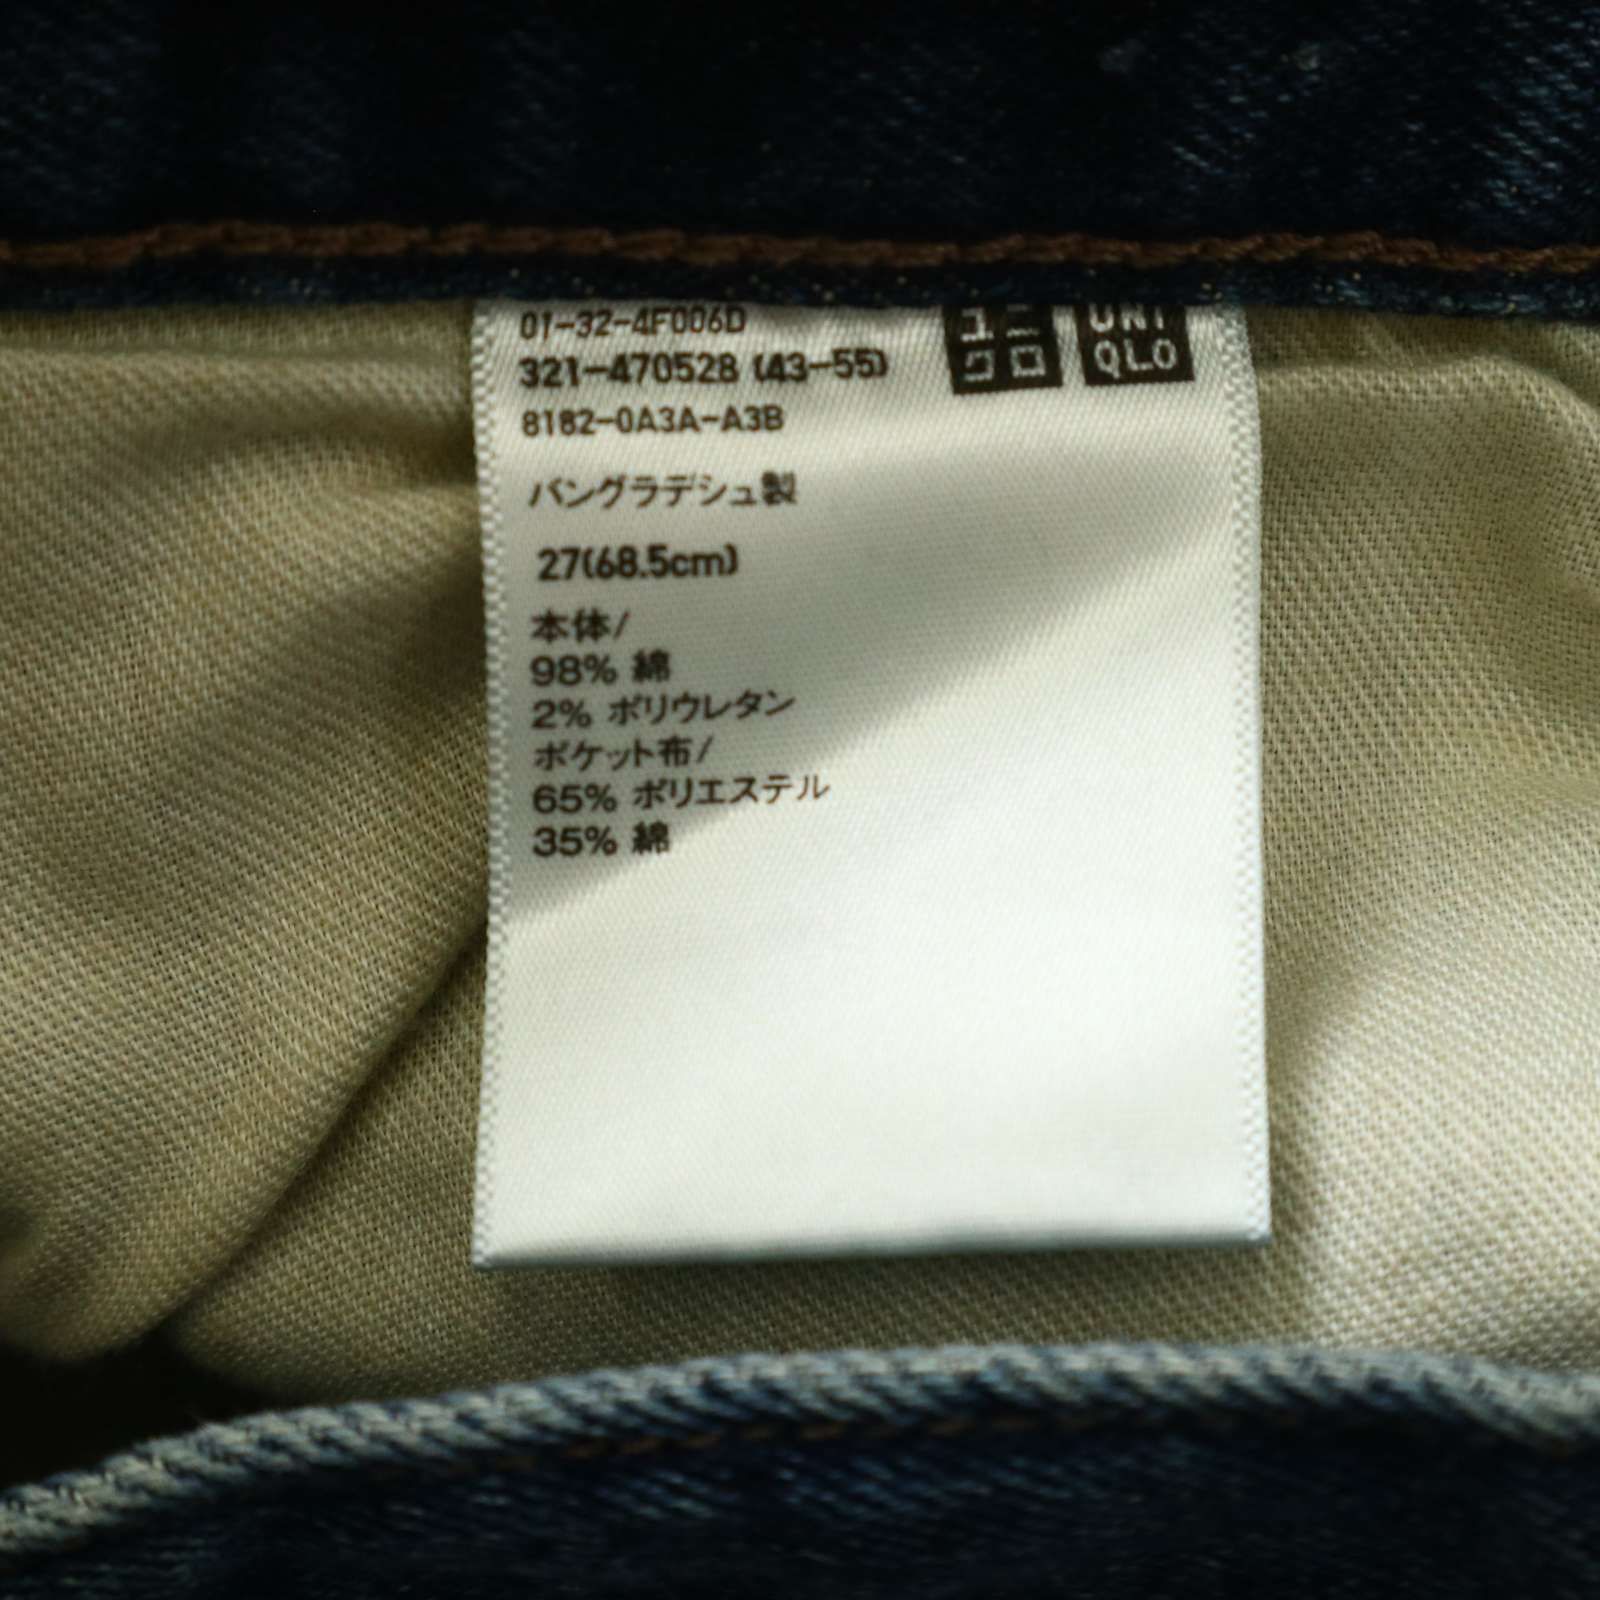 01-32-4F006D
321-470528 (43-55)
8182-0A3A-A3B
ユニ
クロ
UNI
QLO
バングラデシュ製
27(68.5cm)
本体/
98% 綿
2% ポリウレタン
ポケット布/
65% ポリエステル
35% 綿